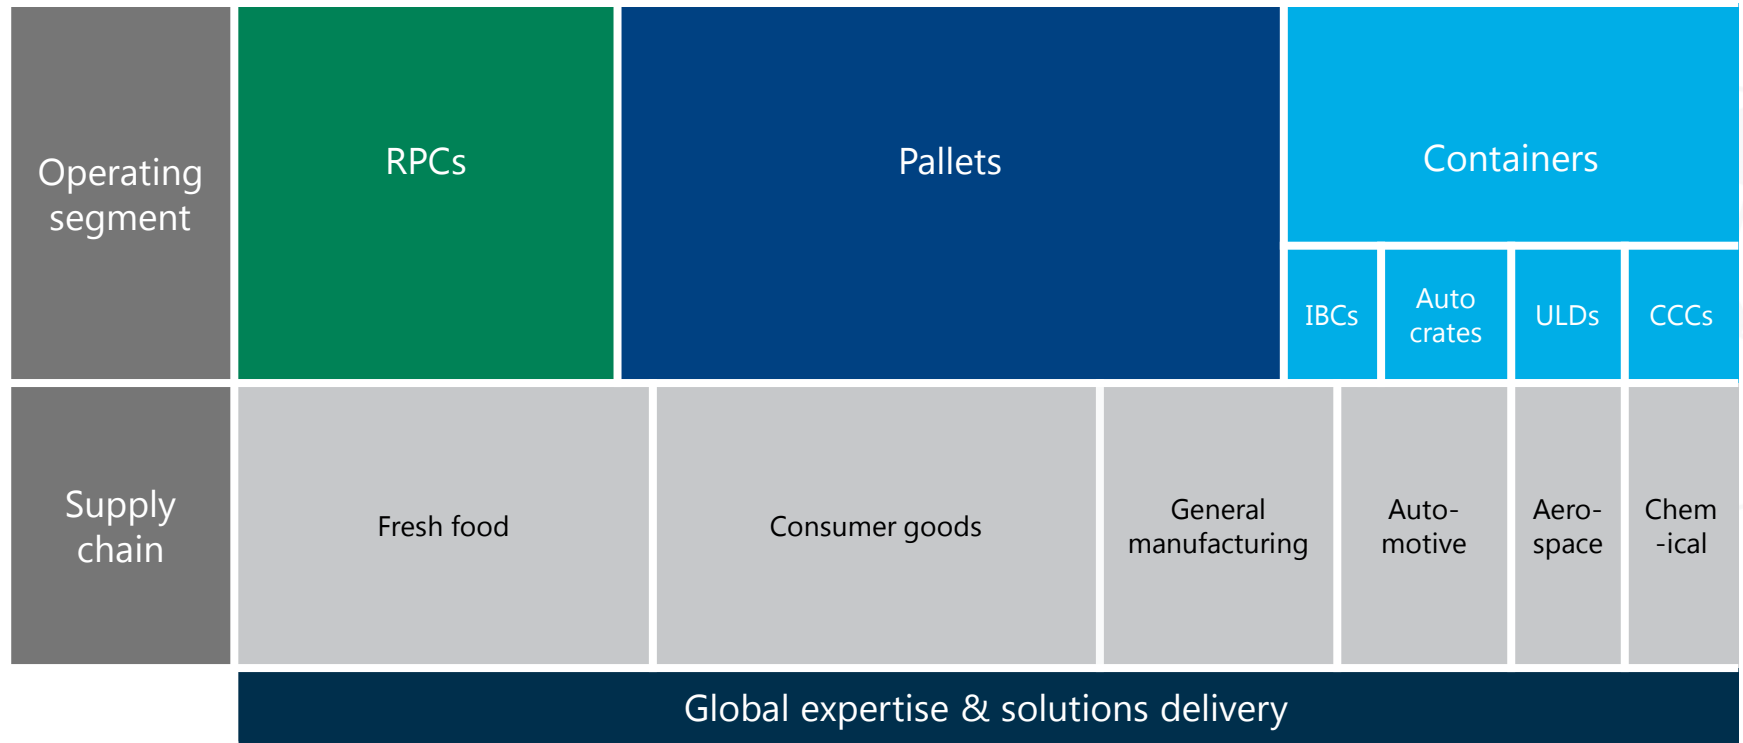 Operating
segment
RPCs
Pallets
Containers
IBCs
Auto
crates
ULDs
CCCs
Supply
chain
Fresh food
Consumer goods
General
manufacturing
Auto-
motive
Aero-
space
Chem
-ical
Global expertise & solutions delivery